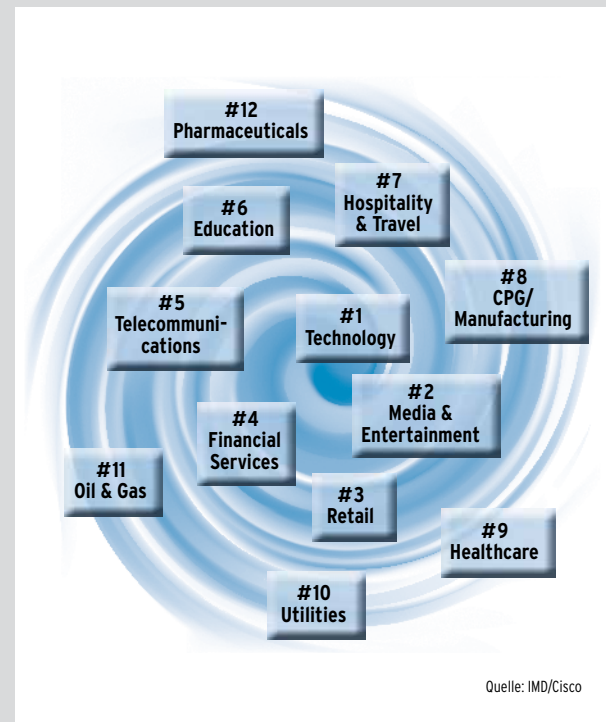 #12
Pharmaceuticals
#7
Hospitality
& Travel
#6
Education
#8
CPG/
Manufacturing
#5
Telecommuni-
cations
#1
Technology
#2
Media &
Entertainment
#4
Financial
Services
#11
Oil & Gas
#3
Retail
#9
Healthcare
#10
Utilities
Quelle: IMD/Cisco